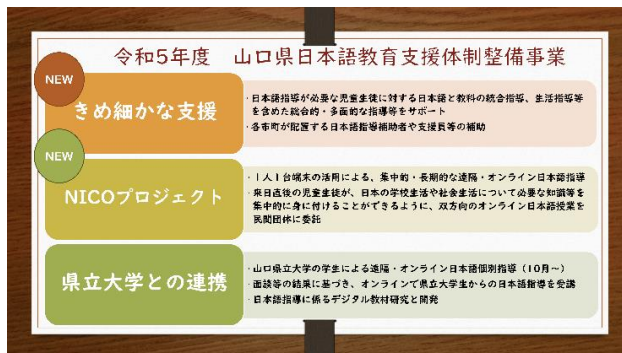 令和5年度 山口県日本語教育支援体制整備事業
NEW
きめ細かな支援
・日本語指導が必要な児童生徒に対する日本語と教科の統合指導、生活指導等
を含めた総合的・多面的な指導等をサポート
・各市町が配置する日本語指導補助者や支援員等の補助
NEW
NICOプロジェクト
・1人1台端末の活用による、集中的・長期的な遠隔・オンライン日本語指導
・来日直後の児童生徒が、日本の学校生活や社会生活について必要な知識等を
集中的に身に付けることができるように、双方向のオンライン日本語授業を
民間団体に委託
県立大学との連携
・山口県立大学の学生による遠隔・オンライン日本語個別指導（10月～）
・面談等の結果に基づき、オンラインで県立大学生からの日本語指導を受講
・日本語指導に係るデジタル教材研究と開発